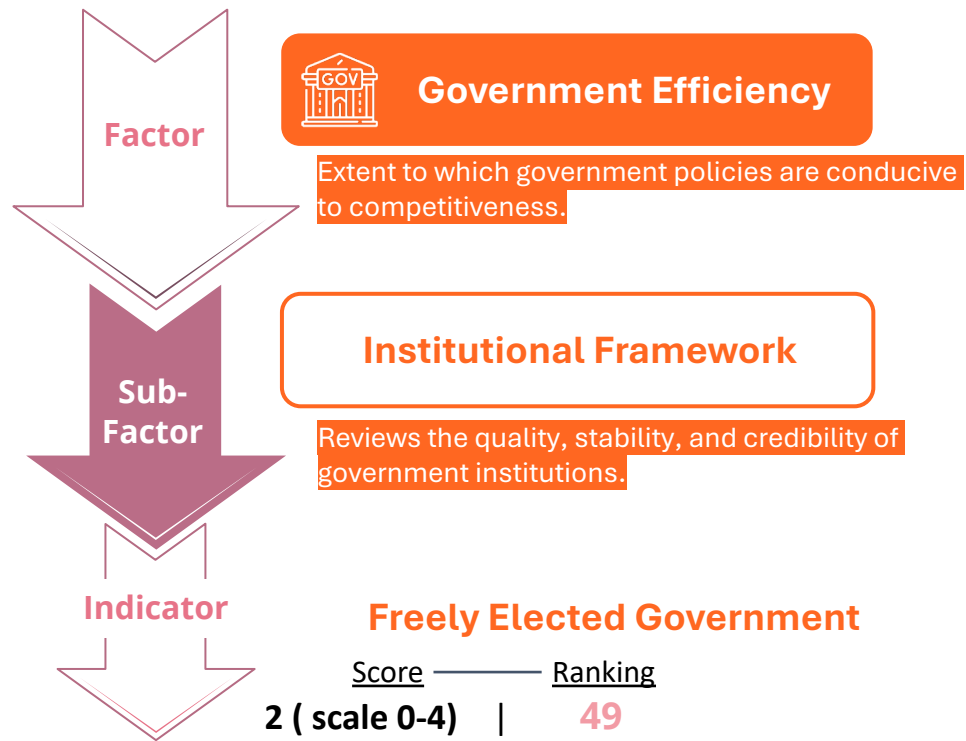 Factor
GOV
Government Efficiency
Extent to which government policies are conducive
to competitiveness.
Sub-
Factor
Institutional Framework
Reviews the quality, stability, and credibility of
government institutions.
Indicator
Freely Elected Government
Score Ranking
2 ( scale 0-4) | 49